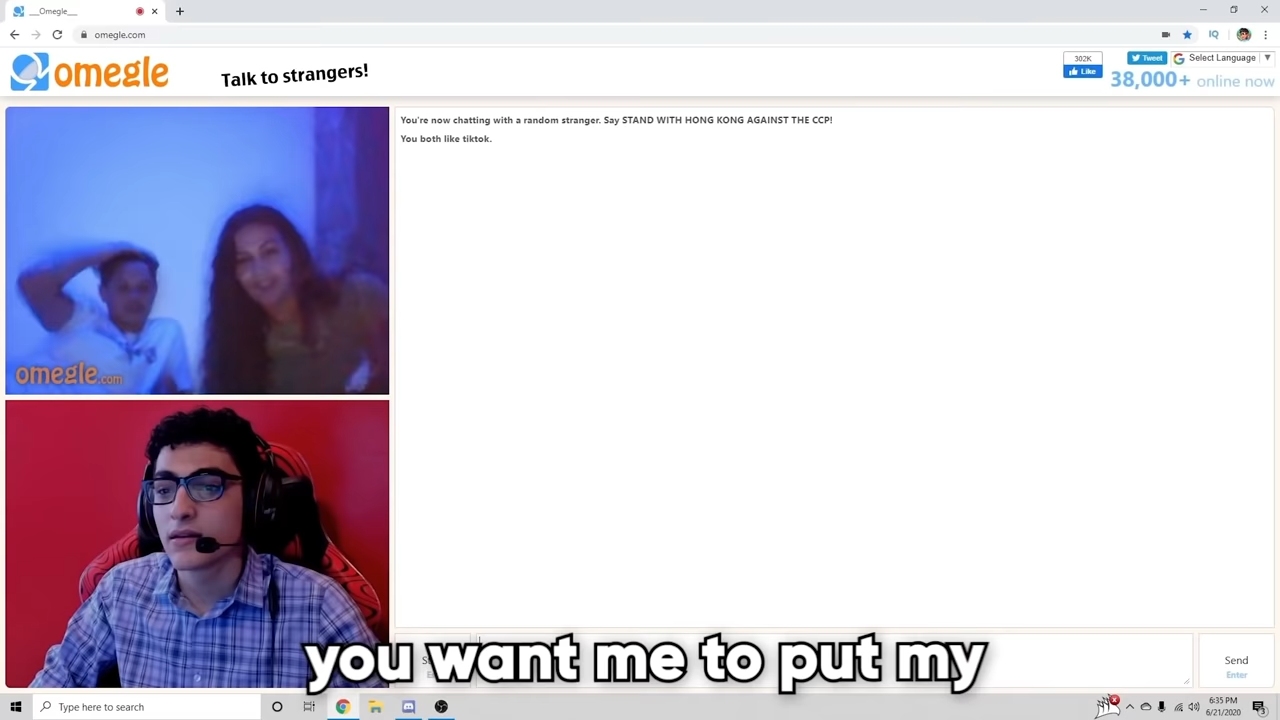 __Omegle__
omegle.com
omegle
Talk to strangers!
302K
Like
Tweet
Select Language
38,000+ online now
You're now chatting with a random stranger. Say STAND WITH HONG KONG AGAINST THE CCP!
You both like tiktok.
omegle.com
you want me to put my
Send
Enter
Type here to search
6:35 PM
6/21/2020